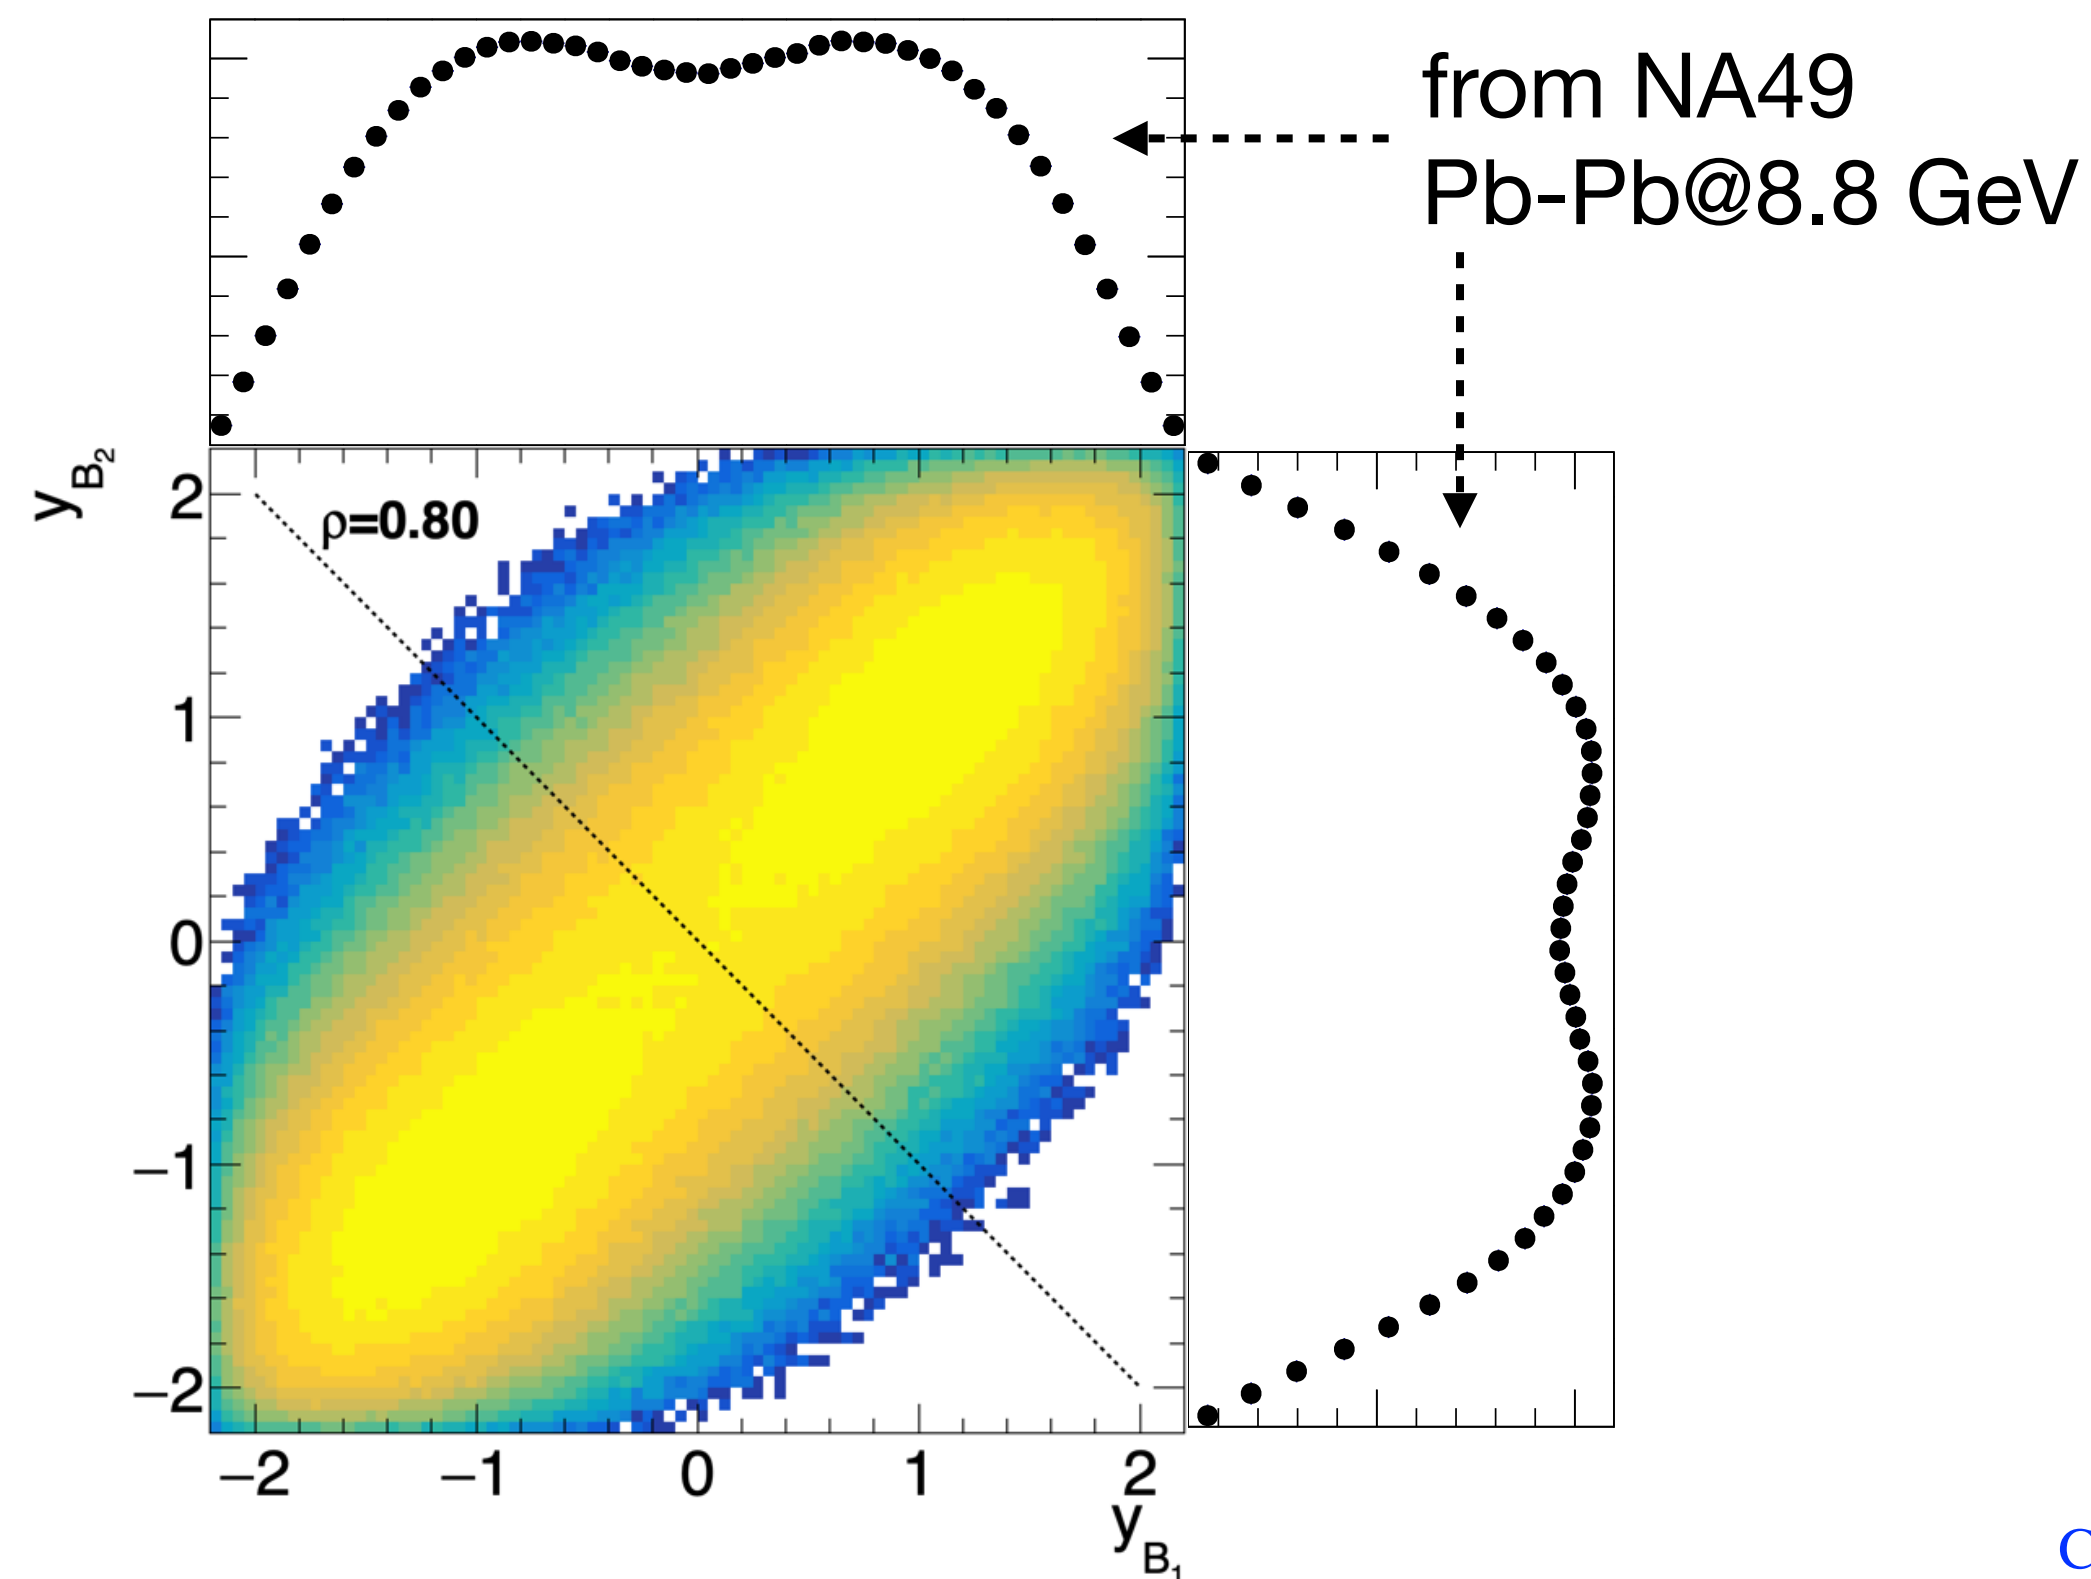 from NA49
Pb-Pb@8.8 GeV
y_B₂
ρ=0.80
2
1
0
−1
−2
−2 −1 0 1 2
y_B₁
C